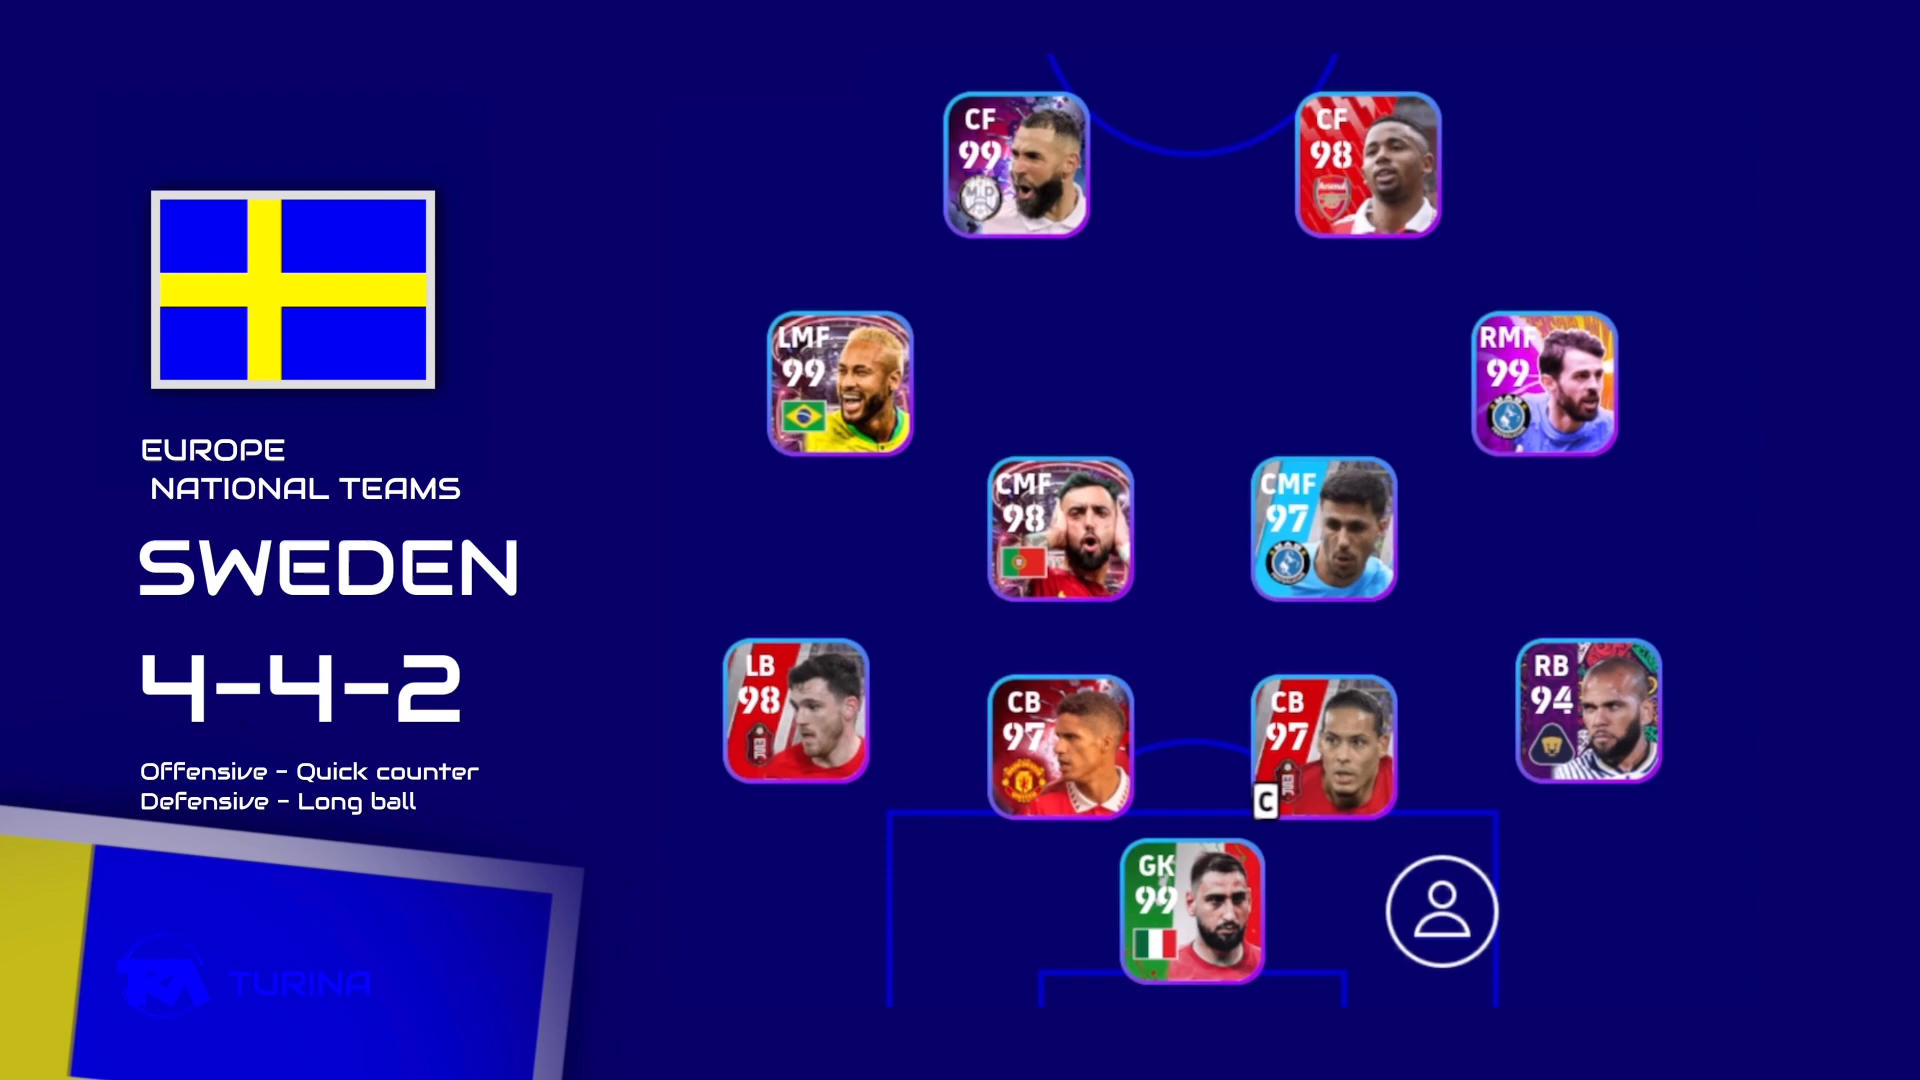 EUROPE
NATIONAL TEAMS
SWEDEN
4-4-2
Offensive - Quick counter
Defensive - Long ball
TURINA
CF
99
CF
98
Arsenal
LMF
99
RMF
99
CMF
98
CMF
97
LB
98
CB
97
CB
97
C
RB
94
GK
99